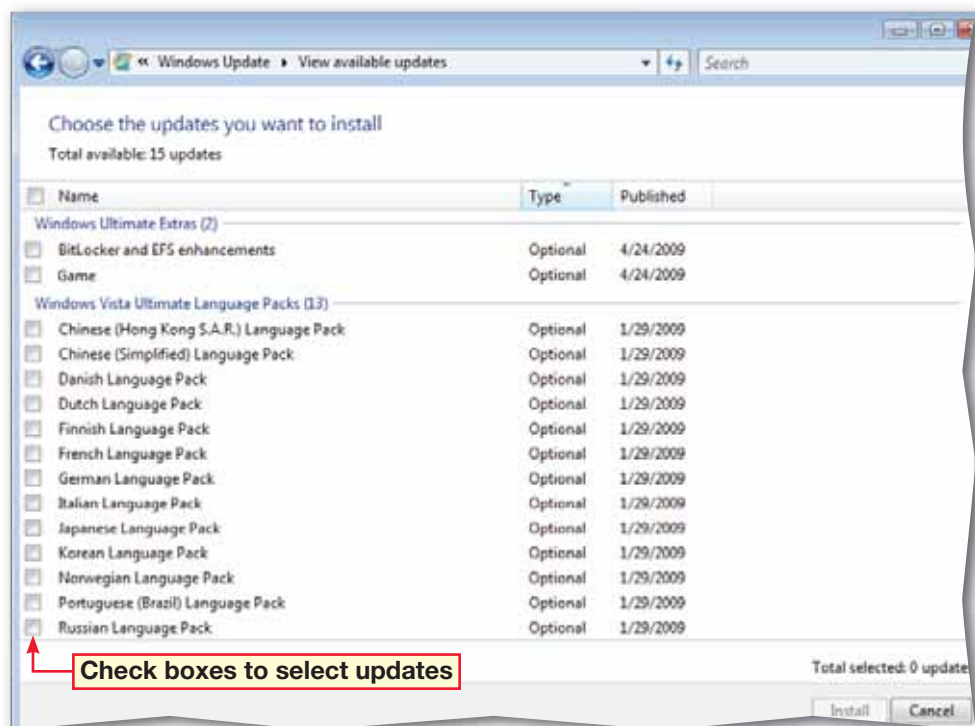 « Windows Update ▸ View available updates
Search
Choose the updates you want to install
Total available: 15 updates
Name Type Published
Windows Ultimate Extras (2)
BitLocker and EFS enhancements Optional 4/24/2009
Game Optional 4/24/2009
Windows Vista Ultimate Language Packs (13)
Chinese (Hong Kong S.A.R.) Language Pack Optional 1/29/2009
Chinese (Simplified) Language Pack Optional 1/29/2009
Danish Language Pack Optional 1/29/2009
Dutch Language Pack Optional 1/29/2009
Finnish Language Pack Optional 1/29/2009
French Language Pack Optional 1/29/2009
German Language Pack Optional 1/29/2009
Italian Language Pack Optional 1/29/2009
Japanese Language Pack Optional 1/29/2009
Korean Language Pack Optional 1/29/2009
Norwegian Language Pack Optional 1/29/2009
Portuguese (Brazil) Language Pack Optional 1/29/2009
Russian Language Pack Optional 1/29/2009
Check boxes to select updates
Total selected: 0 update
Install Cancel